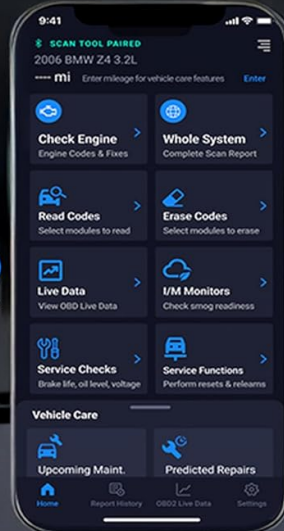 9:41
SCAN TOOL PAIRED
2006 BMW Z4 3.2L
---- mi Enter mileage for vehicle care features Enter
Check Engine
Engine Codes & Fixes
Whole System
Complete Scan Report
Read Codes
Select modules to read
Erase Codes
Select modules to erase
Live Data
View OBD Live Data
I/M Monitors
Check smog readiness
Service Checks
Brake life, oil level, voltage
Service Functions
Perform resets & relearns
Vehicle Care
Upcoming Maint.
Predicted Repairs
Home
Report History
OBD2 Live Data
Settings